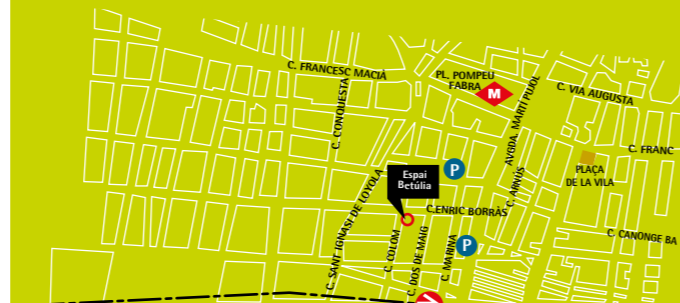 C. FRANCESC MACIÀ
PL. POMPEU
FABRA
M
C. VIA AUGUSTA
C. CONQUESTA
AVGDA. MARTÍ PUJOL
C. FRANC
PLAÇA
DE LA VILA
P
Espai
Betúlia
C. SANT IGNASI DE LOYOLA
C. ARNÚS
C.ENRIC BORRÀS
C. COLOM
C. DOS DE MAIG
C. MARINA
P
C. CANONGE BA